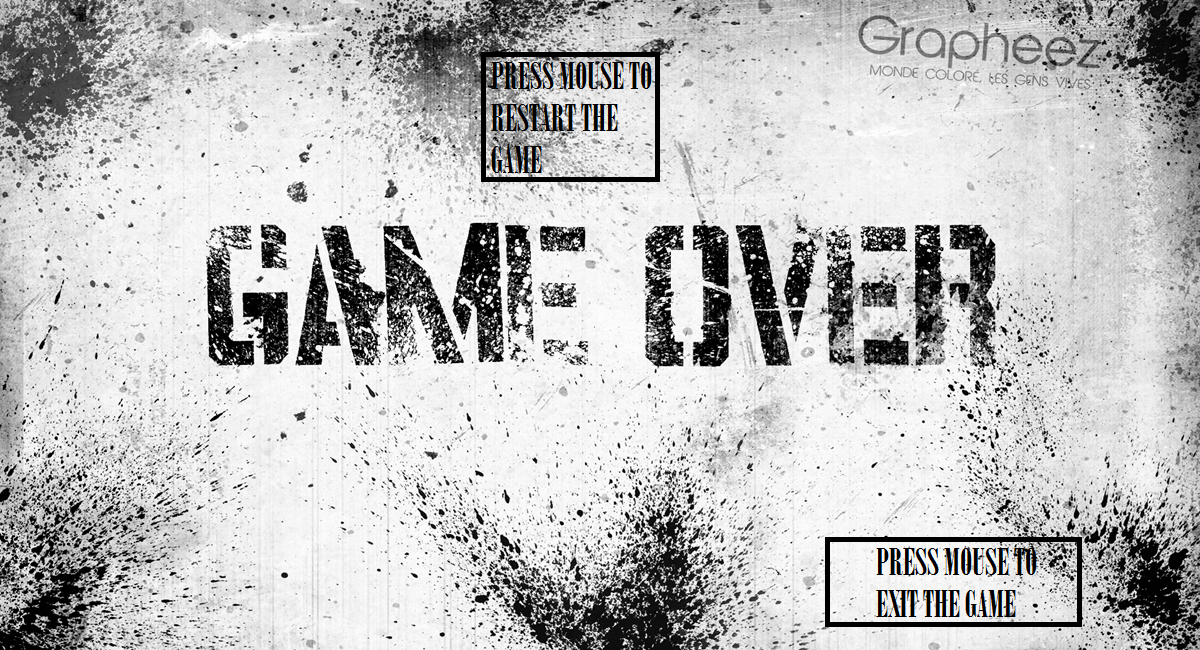 Grapheez
MONDE COLORÉ, LES GENS VIVES
PRESS MOUSE TO
RESTART THE
GAME
GAME OVER
PRESS MOUSE TO
EXIT THE GAME